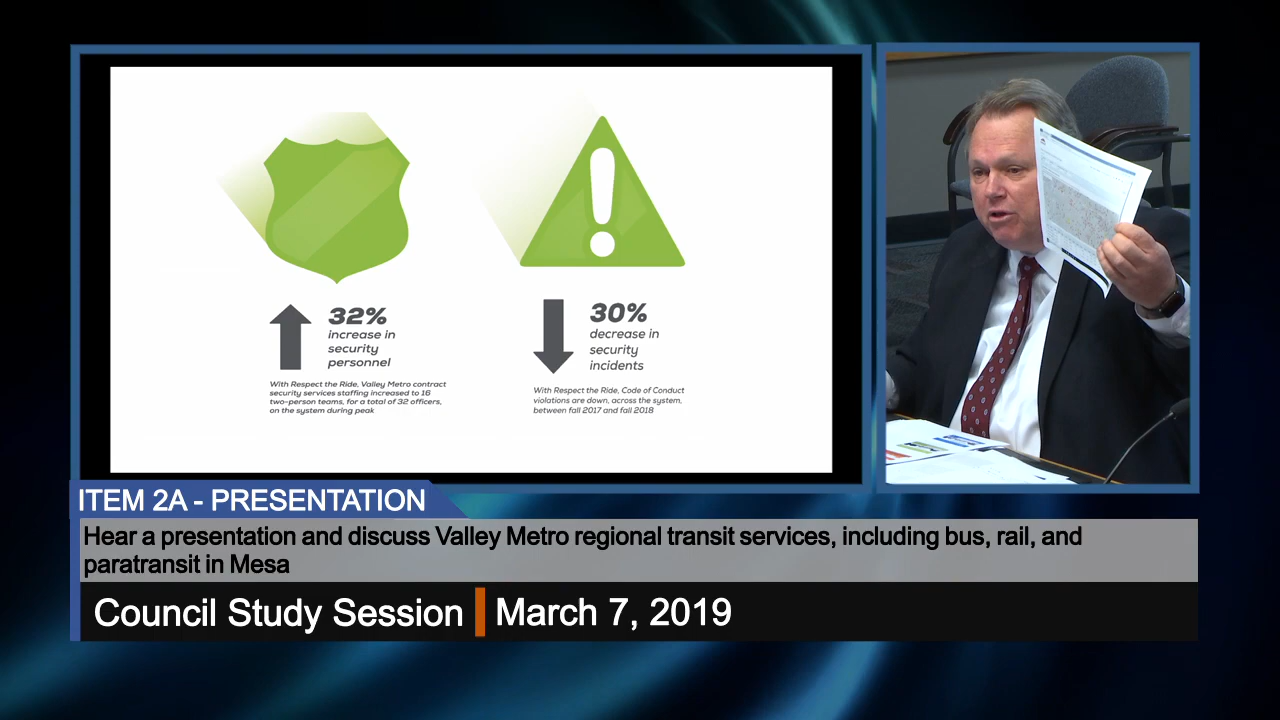 32%
increase in
security
personnel
With Respect the Ride, Valley Metro contract
security services staffing increased to 16
two-person teams, for a total of 32 officers,
on the system during peak
30%
decrease in
security
incidents
With Respect the Ride, Code of Conduct
violations are down, across the system,
between fall 2017 and fall 2018
ITEM 2A - PRESENTATION
Hear a presentation and discuss Valley Metro regional transit services, including bus, rail, and
paratransit in Mesa
Council Study Session
March 7, 2019